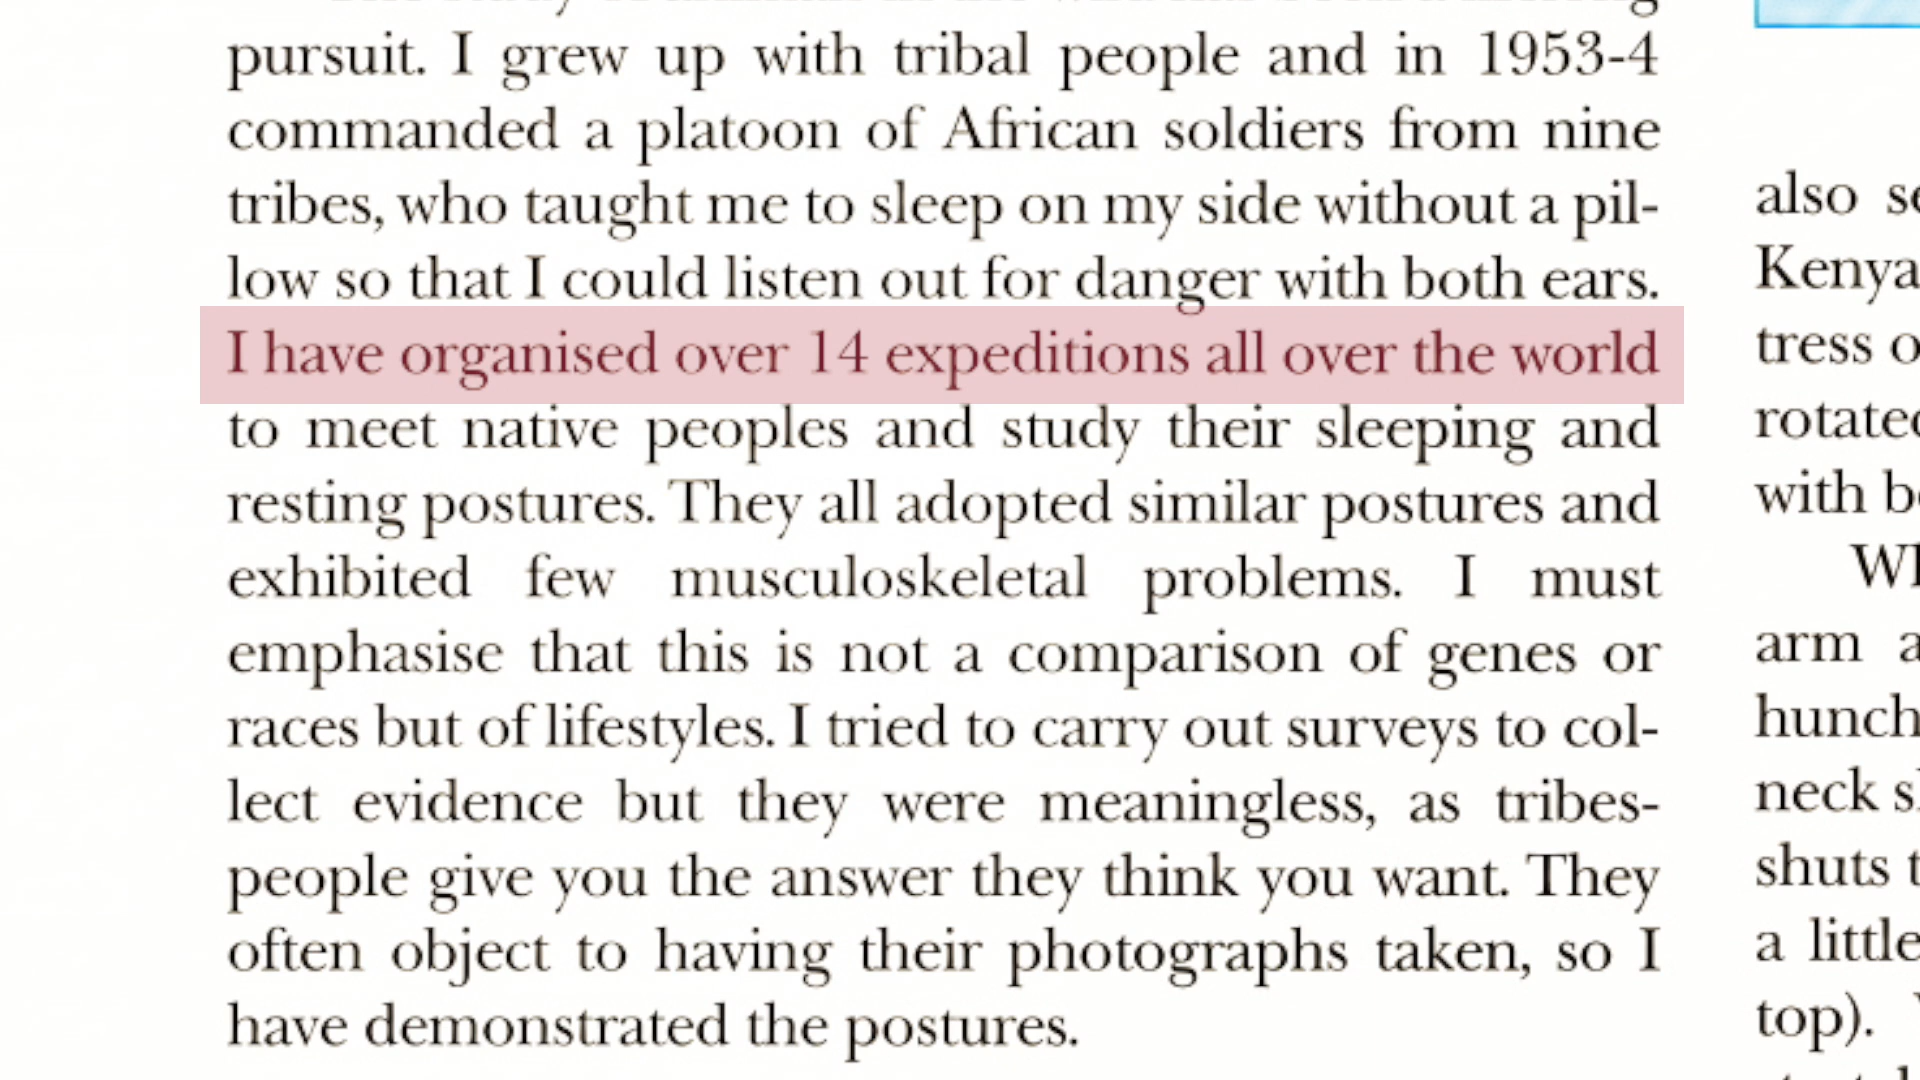 pursuit. I grew up with tribal people and in 1953-4
commanded a platoon of African soldiers from nine
tribes, who taught me to sleep on my side without a pil-
low so that I could listen out for danger with both ears.
I have organised over 14 expeditions all over the world
to meet native peoples and study their sleeping and
resting postures. They all adopted similar postures and
exhibited few musculoskeletal problems. I must
emphasise that this is not a comparison of genes or
races but of lifestyles. I tried to carry out surveys to col-
lect evidence but they were meaningless, as tribes-
people give you the answer they think you want. They
often object to having their photographs taken, so I
have demonstrated the postures.
also
Kenya
tress
with
arm
neck
shuts
a little
top).